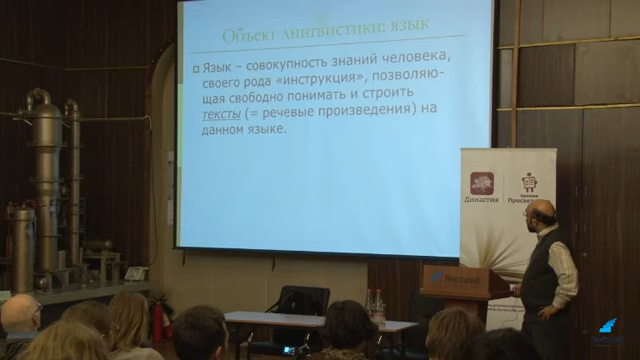 Объект лингвистики: язык
Язык – совокупность знаний человека,
своего рода «инструкция», позволяю-
щая свободно понимать и строить
тексты (= речевые произведения) на
данном языке.
Династия
Лекторий